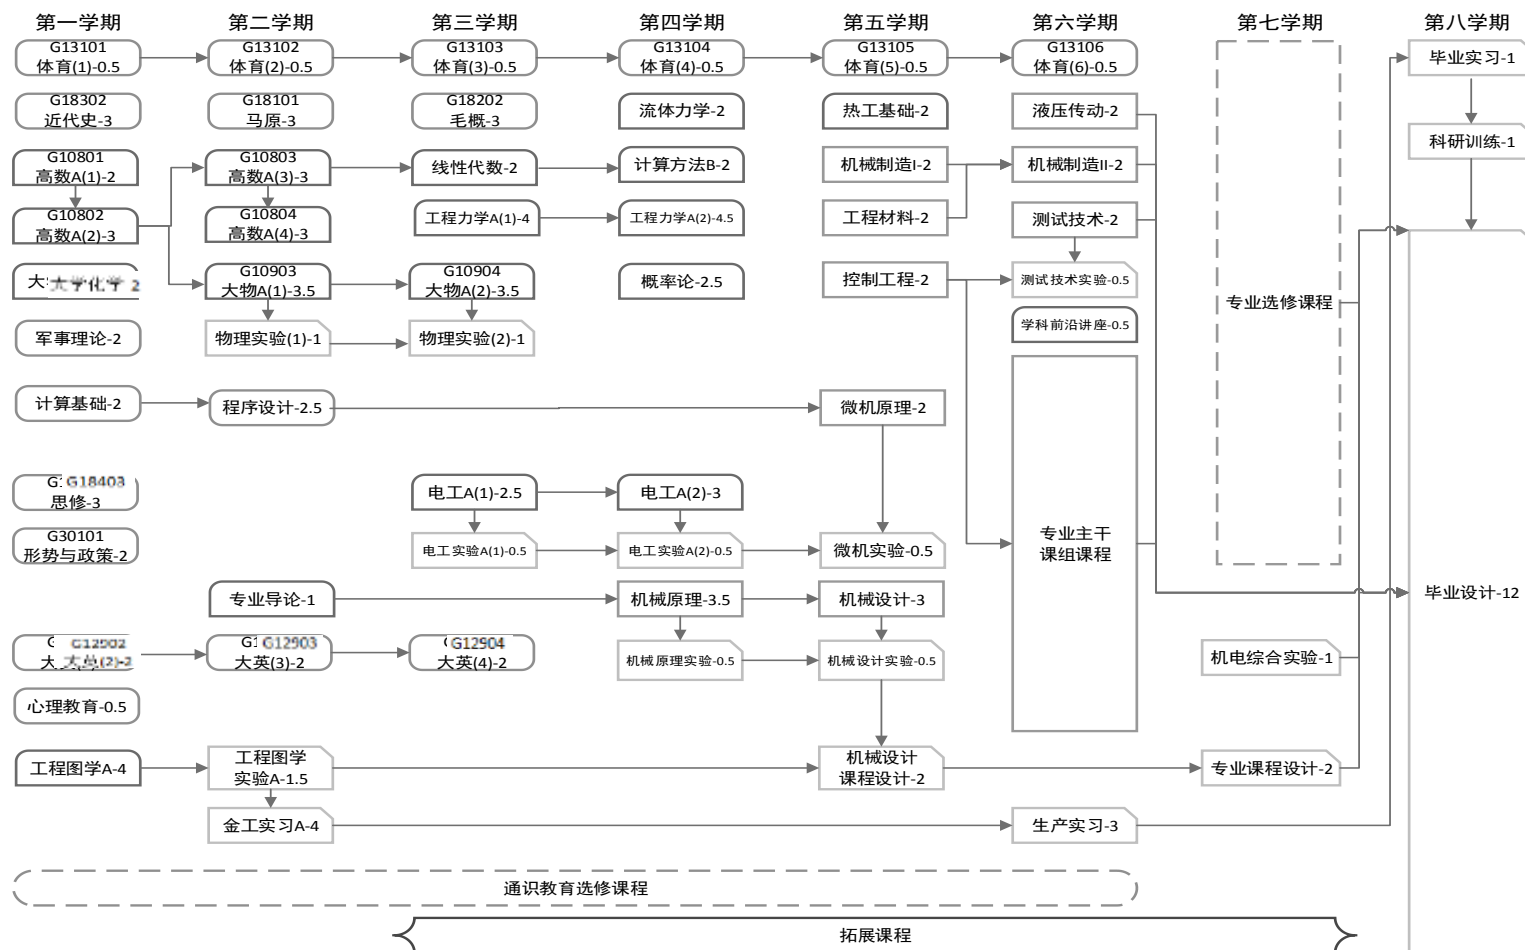 第一学期
第二学期
第三学期
第四学期
第五学期
第六学期
第七学期
第八学期
G13101
体育(1)-0.5
G13102
体育(2)-0.5
G13103
体育(3)-0.5
G13104
体育(4)-0.5
G13105
体育(5)-0.5
G13106
体育(6)-0.5
毕业实习-1
G18302
近代史-3
G18101
马原-3
G18202
毛概-3
流体力学-2
热工基础-2
液压传动-2
科研训练-1
G10801
高数A(1)-2
G10803
高数A(3)-3
线性代数-2
计算方法B-2
机械制造I-2
机械制造II-2
G10802
高数A(2)-3
G10804
高数A(4)-3
工程力学A(1)-4
工程力学A(2)-4.5
工程材料-2
测试技术-2
大学化学 2
G10903
大物A(1)-3.5
G10904
大物A(2)-3.5
概率论-2.5
控制工程-2
测试技术实验-0.5
专业选修课程
军事理论-2
物理实验(1)-1
物理实验(2)-1
学科前沿讲座-0.5
计算基础-2
程序设计-2.5
微机原理-2
G18403
思修-3
电工A(1)-2.5
电工A(2)-3
G30101
形势与政策-2
电工实验A(1)-0.5
电工实验A(2)-0.5
微机实验-0.5
专业主干
课组课程
专业导论-1
机械原理-3.5
机械设计-3
毕业设计-12
G12902
大英(2)-2
G12903
大英(3)-2
G12904
大英(4)-2
机械原理实验-0.5
机械设计实验-0.5
机电综合实验-1
心理教育-0.5
工程图学A-4
工程图学
实验A-1.5
机械设计
课程设计-2
专业课程设计-2
金工实习A-4
生产实习-3
通识教育选修课程
拓展课程